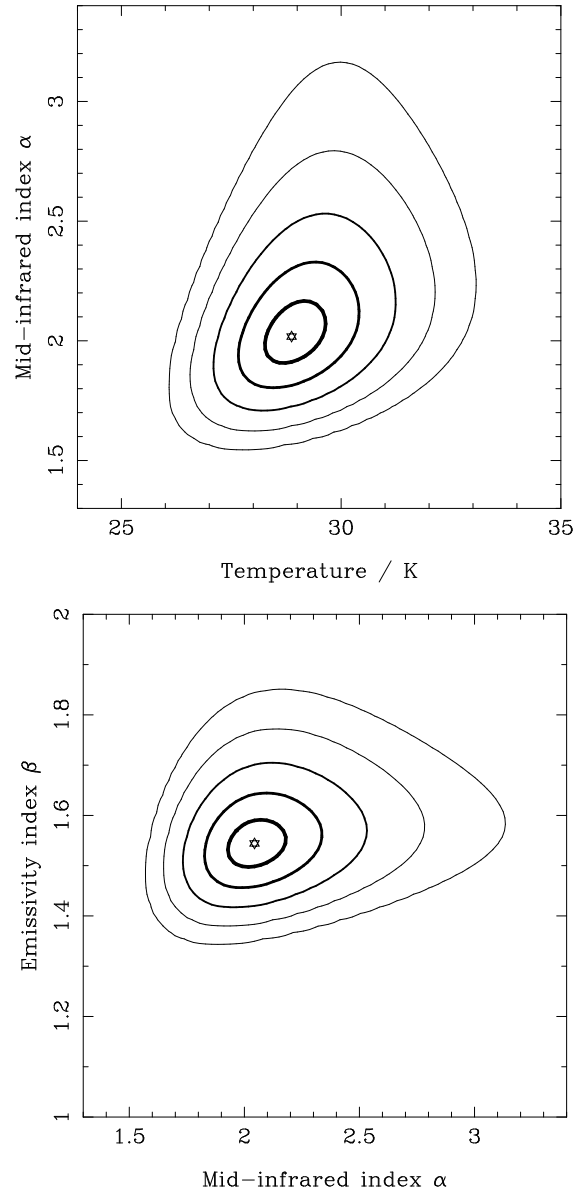 3
2.5
2
1.5
Mid-infrared index α
25 30 35
Temperature / K
2
1.8
1.6
1.4
1.2
1
Emissivity index β
1.5 2 2.5 3
Mid-infrared index α